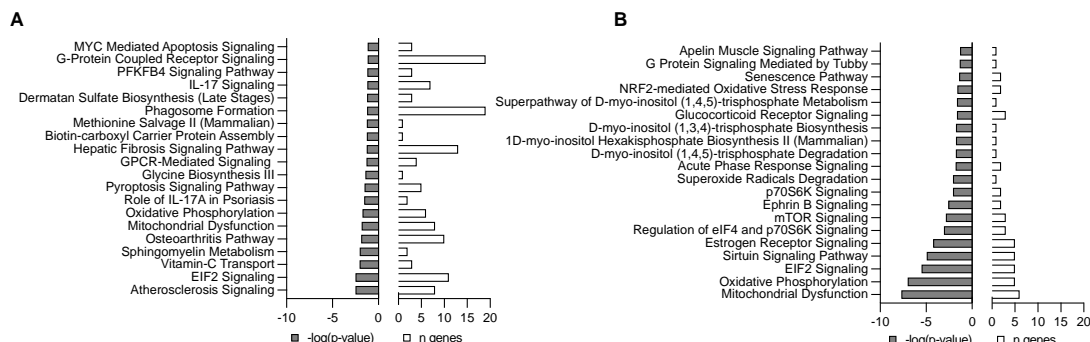 A
MYC Mediated Apoptosis Signaling
G-Protein Coupled Receptor Signaling
PFKFB4 Signaling Pathway
IL-17 Signaling
Dermatan Sulfate Biosynthesis (Late Stages)
Phagosome Formation
Methionine Salvage II (Mammalian)
Biotin-carboxyl Carrier Protein Assembly
Hepatic Fibrosis Signaling Pathway
GPCR-Mediated Signaling
Glycine Biosynthesis III
Pyroptosis Signaling Pathway
Role of IL-17A in Psoriasis
Oxidative Phosphorylation
Mitochondrial Dysfunction
Osteoarthritis Pathway
Sphingomyelin Metabolism
Vitamin-C Transport
EIF2 Signaling
Atherosclerosis Signaling
-10 -5 0 0 5 10 15 20
-log(p-value) n genes
B
Apelin Muscle Signaling Pathway
G Protein Signaling Mediated by Tubby
Senescence Pathway
NRF2-mediated Oxidative Stress Response
Superpathway of D-myo-inositol (1,4,5)-trisphosphate Metabolism
Glucocorticoid Receptor Signaling
D-myo-inositol (1,3,4)-trisphosphate Biosynthesis
1D-myo-inositol Hexakisphosphate Biosynthesis II (Mammalian)
D-myo-inositol (1,4,5)-trisphosphate Degradation
Acute Phase Response Signaling
Superoxide Radicals Degradation
p70S6K Signaling
Ephrin B Signaling
mTOR Signaling
Regulation of eIF4 and p70S6K Signaling
Estrogen Receptor Signaling
Sirtuin Signaling Pathway
EIF2 Signaling
Oxidative Phosphorylation
Mitochondrial Dysfunction
-10 -5 0 0 5 10 15 20
-log(p-value) n genes